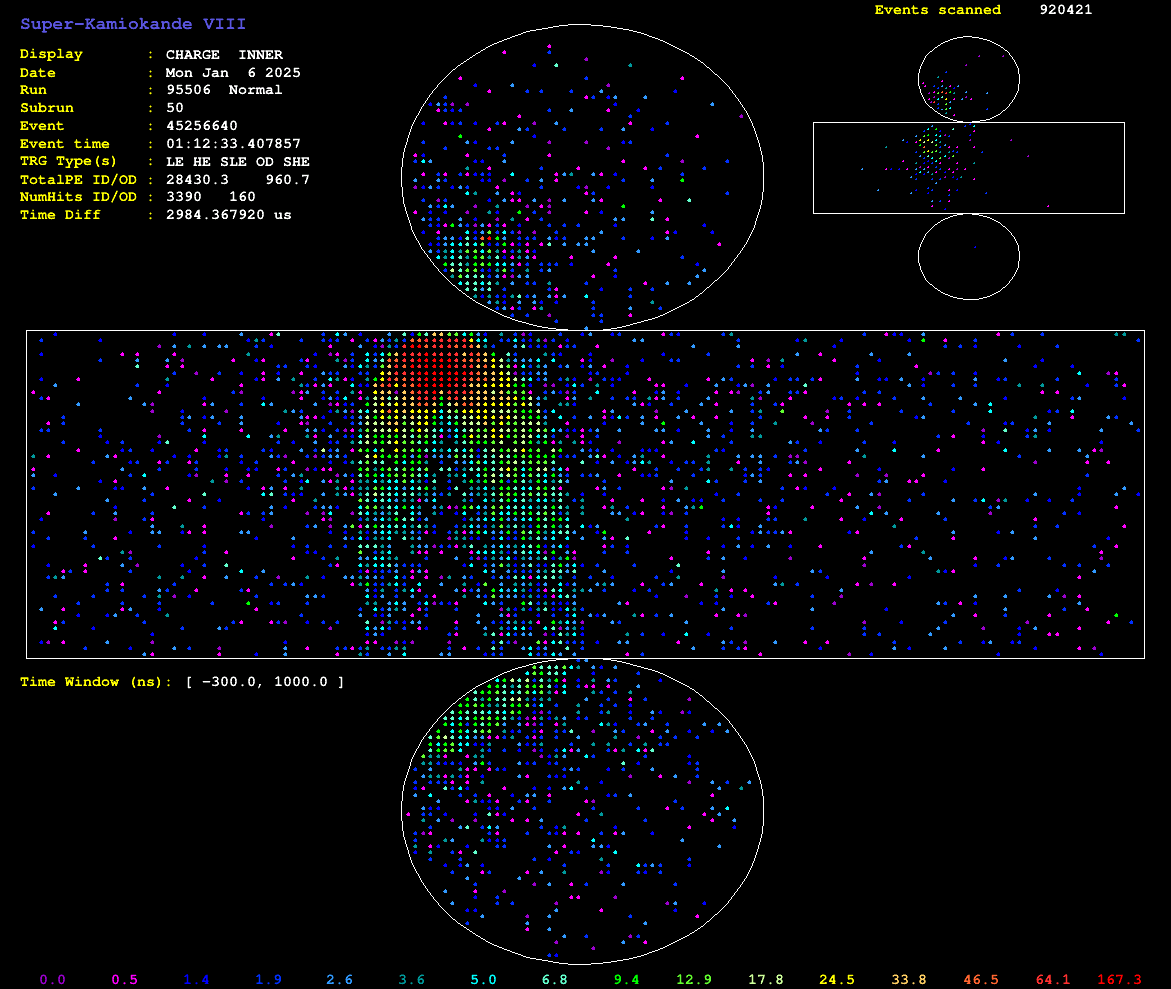 Super-Kamiokande VIII
Events scanned 920421
Display : CHARGE INNER
Date : Mon Jan 6 2025
Run : 95506 Normal
Subrun : 50
Event : 45256640
Event time : 01:12:33.407857
TRG Type(s) : LE HE SLE OD SHE
TotalPE ID/OD : 28430.3 960.7
NumHits ID/OD : 3390 160
Time Diff : 2984.367920 us
Time Window (ns): [ -300.0, 1000.0 ]
0.0 0.5 1.4 1.9 2.6 3.6 5.0 6.8 9.4 12.9 17.8 24.5 33.8 46.5 64.1 167.3